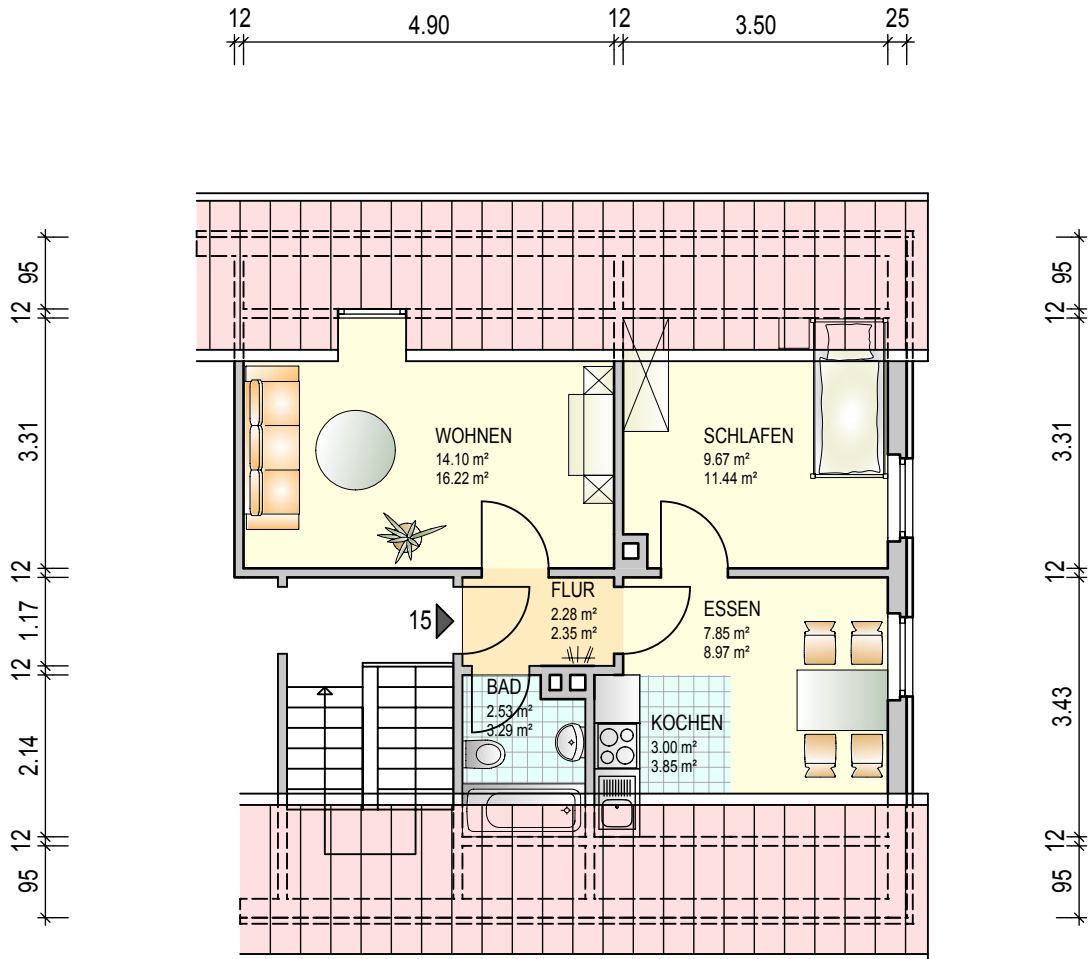 12 4.90 12 3.50 25
95
12
3.31
12
1.17
12
2.14
12
95
WOHNEN
14.10 m²
16.22 m²
SCHLAFEN
9.67 m²
11.44 m²
15
FLUR
2.28 m²
2.35 m²
ESSEN
7.85 m²
8.97 m²
BAD
2.53 m²
3.29 m²
KOCHEN
3.00 m²
3.85 m²
95
12
3.31
12
3.43
12
95